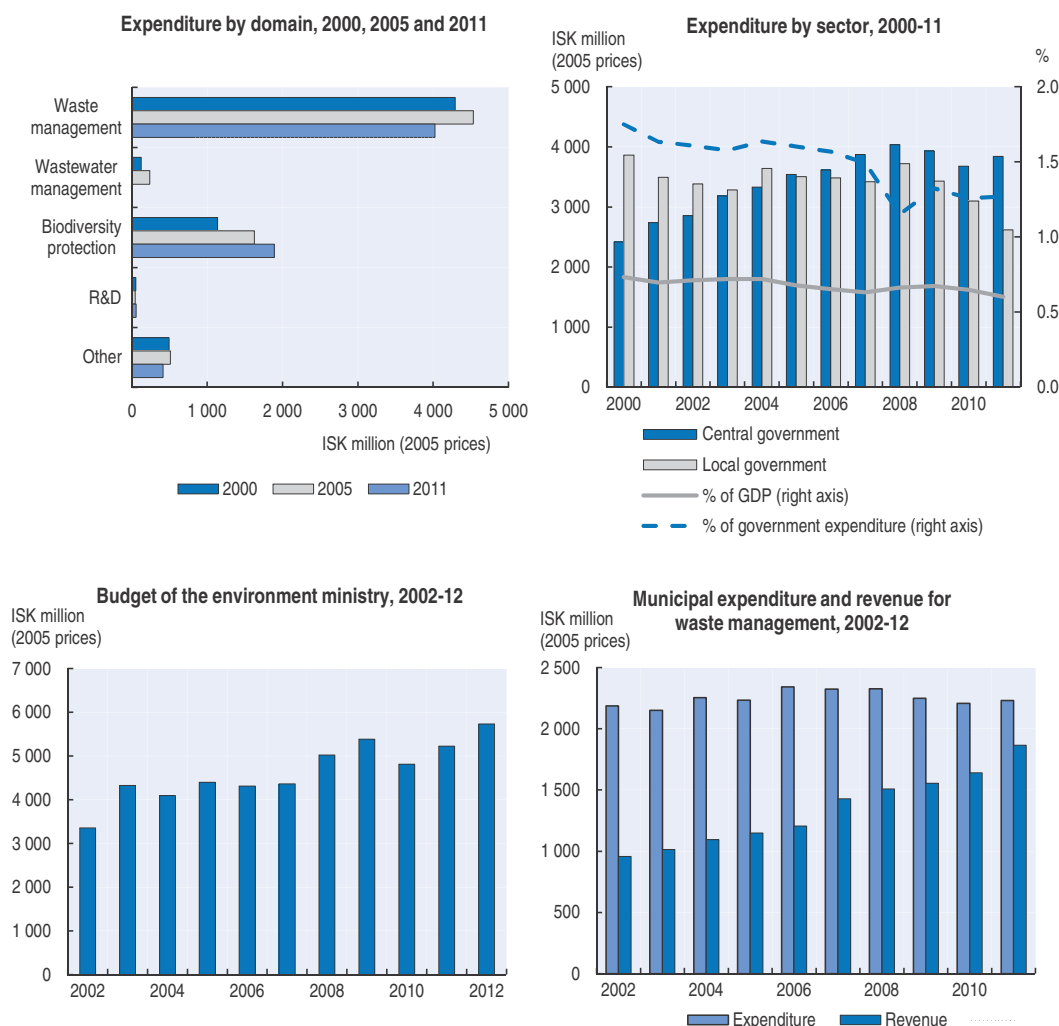 Expenditure by domain, 2000, 2005 and 2011
Waste
management
Wastewater
management
Biodiversity
protection
R&D
Other
0 1 000 2 000 3 000 4 000 5 000
ISK million (2005 prices)
2000 2005 2011
Expenditure by sector, 2000-11
ISK million
(2005 prices)
%
5 000
4 000
3 000
2 000
1 000
0
2.0
1.5
1.0
0.5
0.0
2000 2002 2004 2006 2008 2010
Central government
Local government
% of GDP (right axis)
% of government expenditure (right axis)
Budget of the environment ministry, 2002-12
ISK million
(2005 prices)
7 000
6 000
5 000
4 000
3 000
2 000
1 000
0
2002 2004 2006 2008 2010 2012
Municipal expenditure and revenue for
waste management, 2002-12
ISK million
(2005 prices)
2 500
2 000
1 500
1 000
500
0
2002 2004 2006 2008 2010
Expenditure Revenue